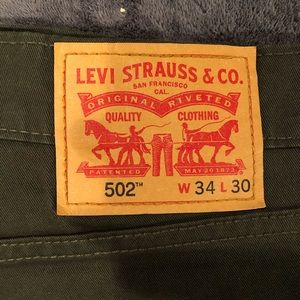 LEVI STRAUSS & CO.
SAN FRANCISCO
CAL.
ORIGINAL RIVETED
QUALITY CLOTHING
PATENTED MAY 20 1873
502™ W 34 L 30